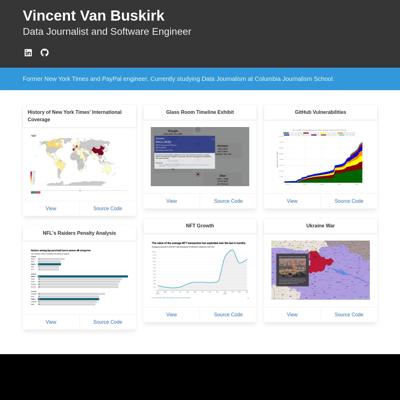 Vincent Van Buskirk
Data Journalist and Software Engineer
Former New York Times and PayPal engineer. Currently studying Data Journalism at Columbia Journalism School.
History of New York Times' International
Coverage
View
Source Code
Glass Room Timeline Exhibit
View
Source Code
GitHub Vulnerabilities
View
Source Code
NFL's Raiders Penalty Analysis
View
Source Code
NFT Growth
The value of the average NFT transaction has exploded over the last 6 months.
View
Source Code
Ukraine War
View
Source Code